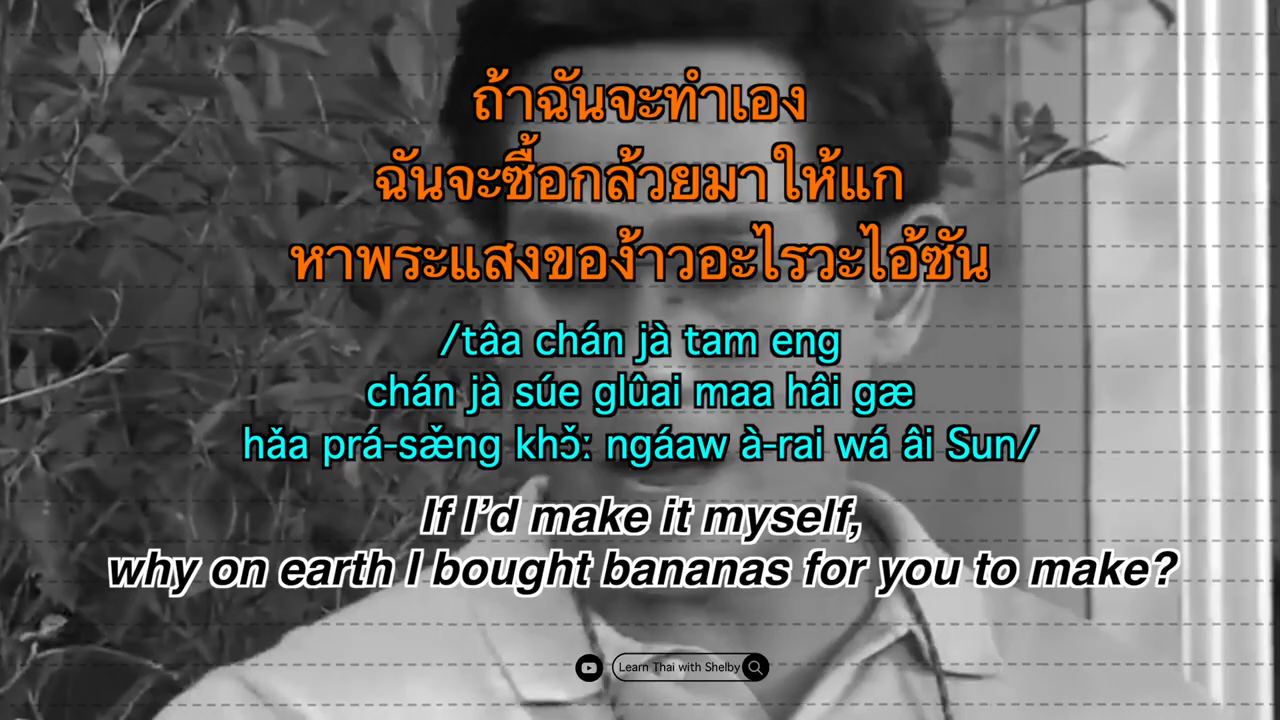 ถ้าฉันจะทำเอง
ฉันจะซื้อกล้วยมาให้แก
หาพระแสงของ้าวอะไรวะไอ้ซัน
/tâa chán jà tam eng
chán jà súe glûai maa hâi gæ
hǎa prá-sæ̌ng khɔ̌: ngáaw à-rai wá âi Sun/
If I'd make it myself,
why on earth I bought bananas for you to make?
Learn Thai with Shelby